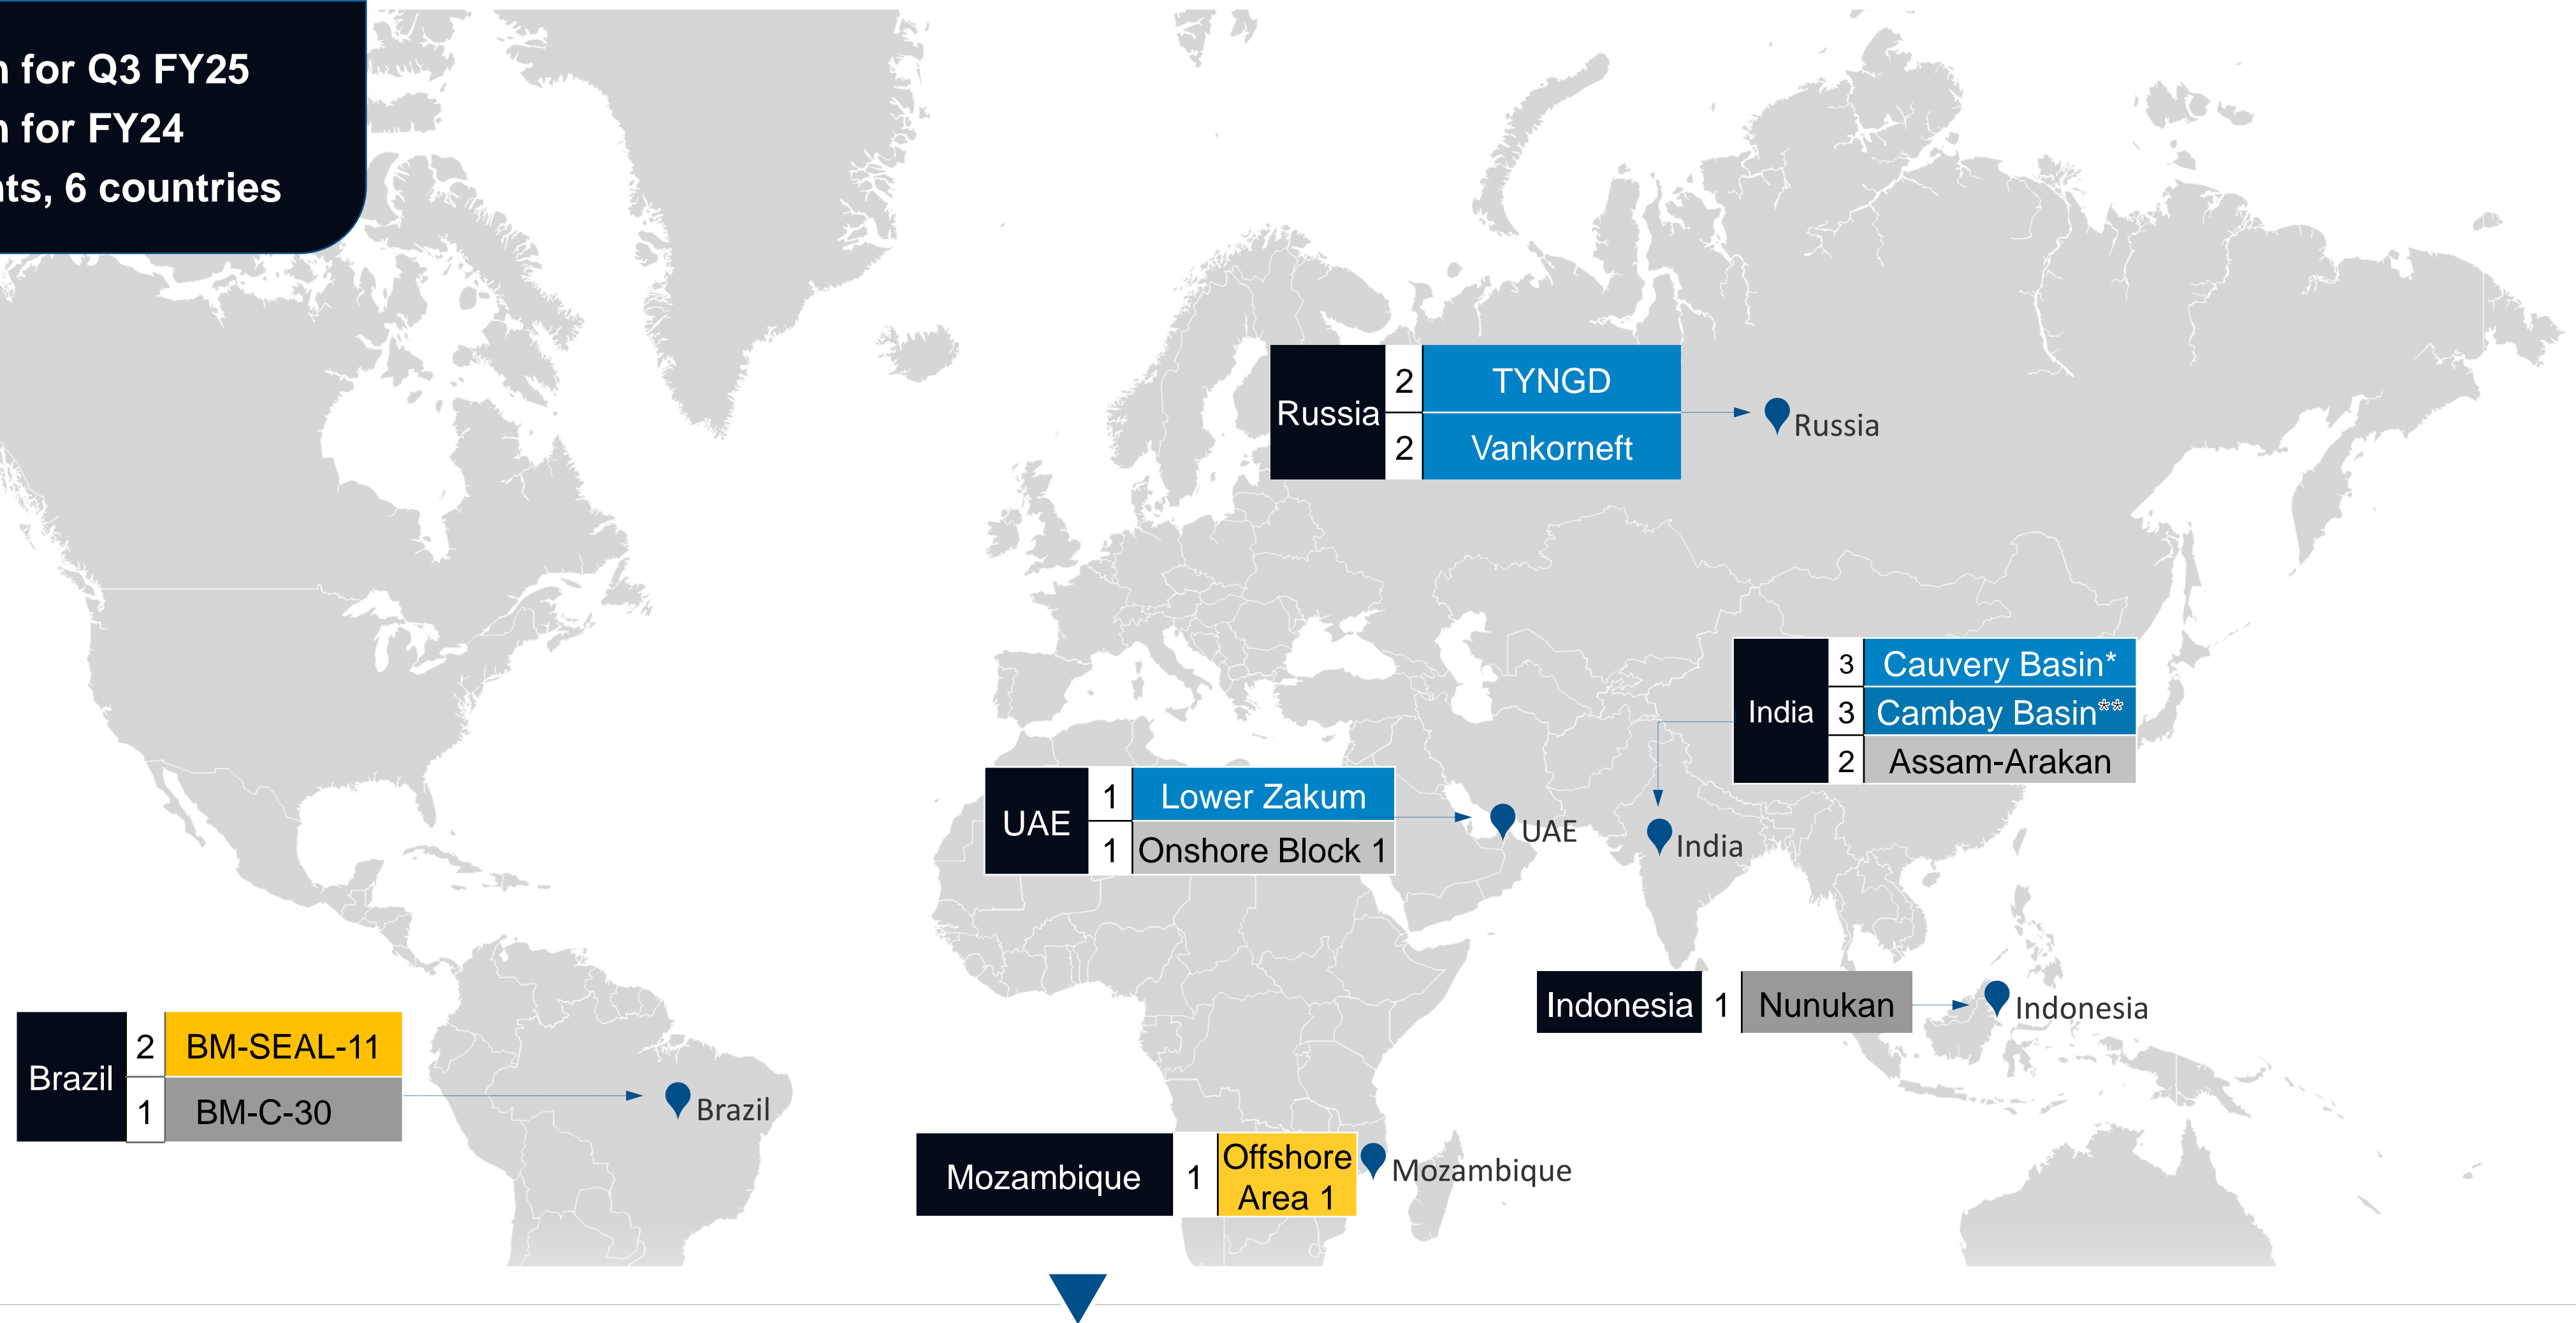 for Q3 FY25
for FY24
6 countries
Russia
2 TYNGD
2 Vankorneft
Russia
India
3 Cauvery Basin*
3 Cambay Basin**
2 Assam-Arakan
UAE
1 Lower Zakum
1 Onshore Block 1
UAE
India
Indonesia 1 Nunukan
Indonesia
Brazil
2 BM-SEAL-11
1 BM-C-30
Brazil
Mozambique 1 Offshore
Area 1
Mozambique